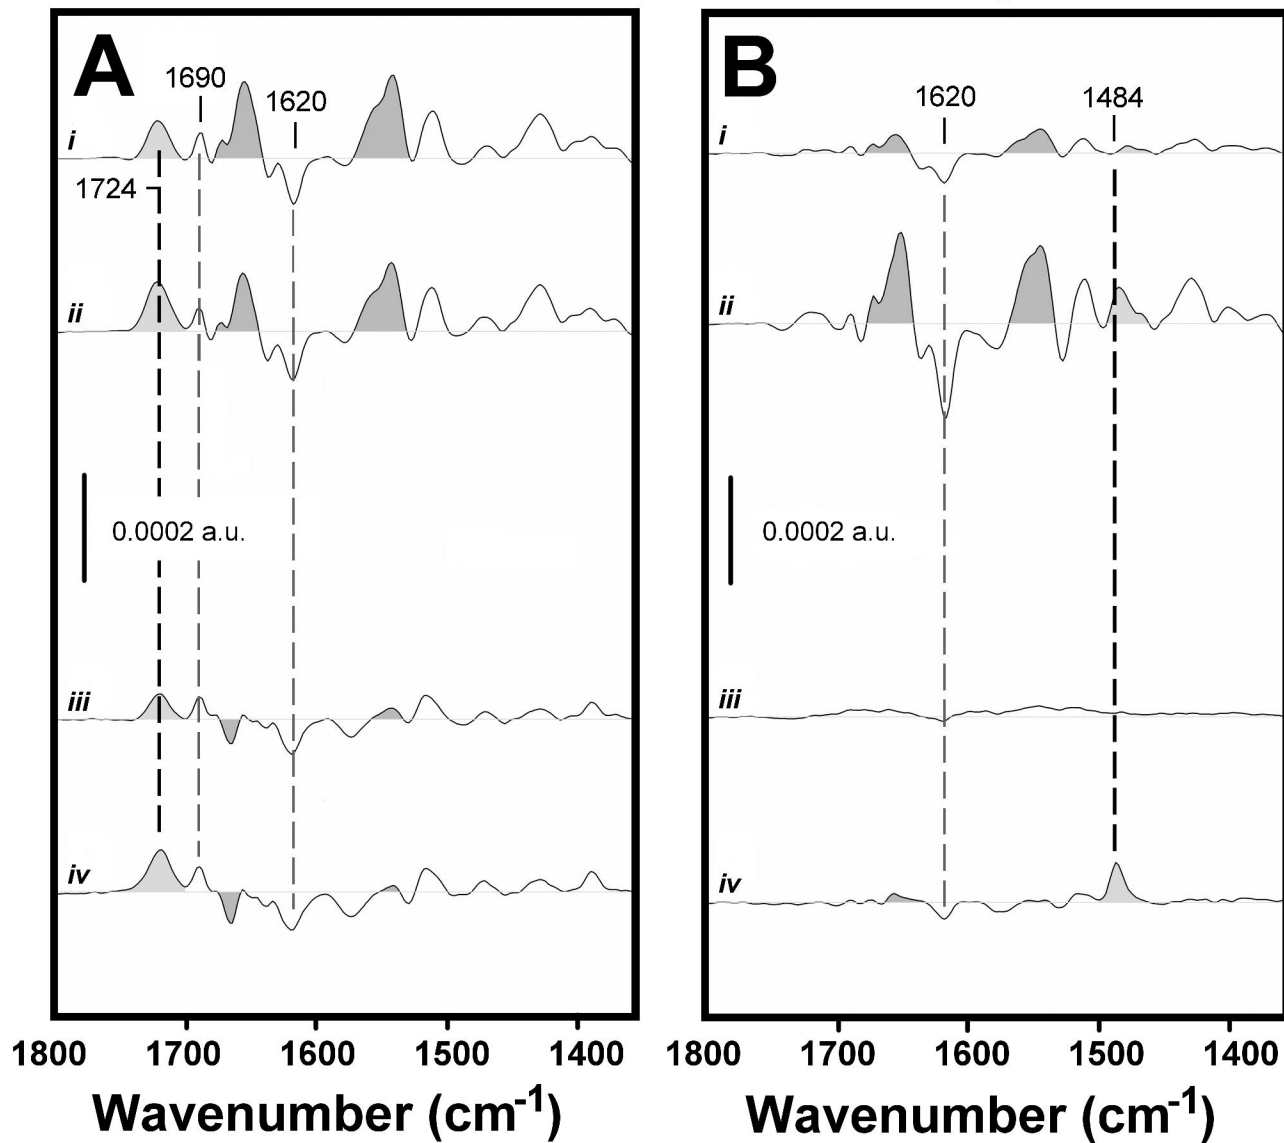 A
1690
1620
i
1724
ii
0.0002 a.u.
iii
iv
1800 1700 1600 1500 1400
Wavenumber (cm-1)
B
1620
1484
i
ii
0.0002 a.u.
iii
iv
1800 1700 1600 1500 1400
Wavenumber (cm-1)